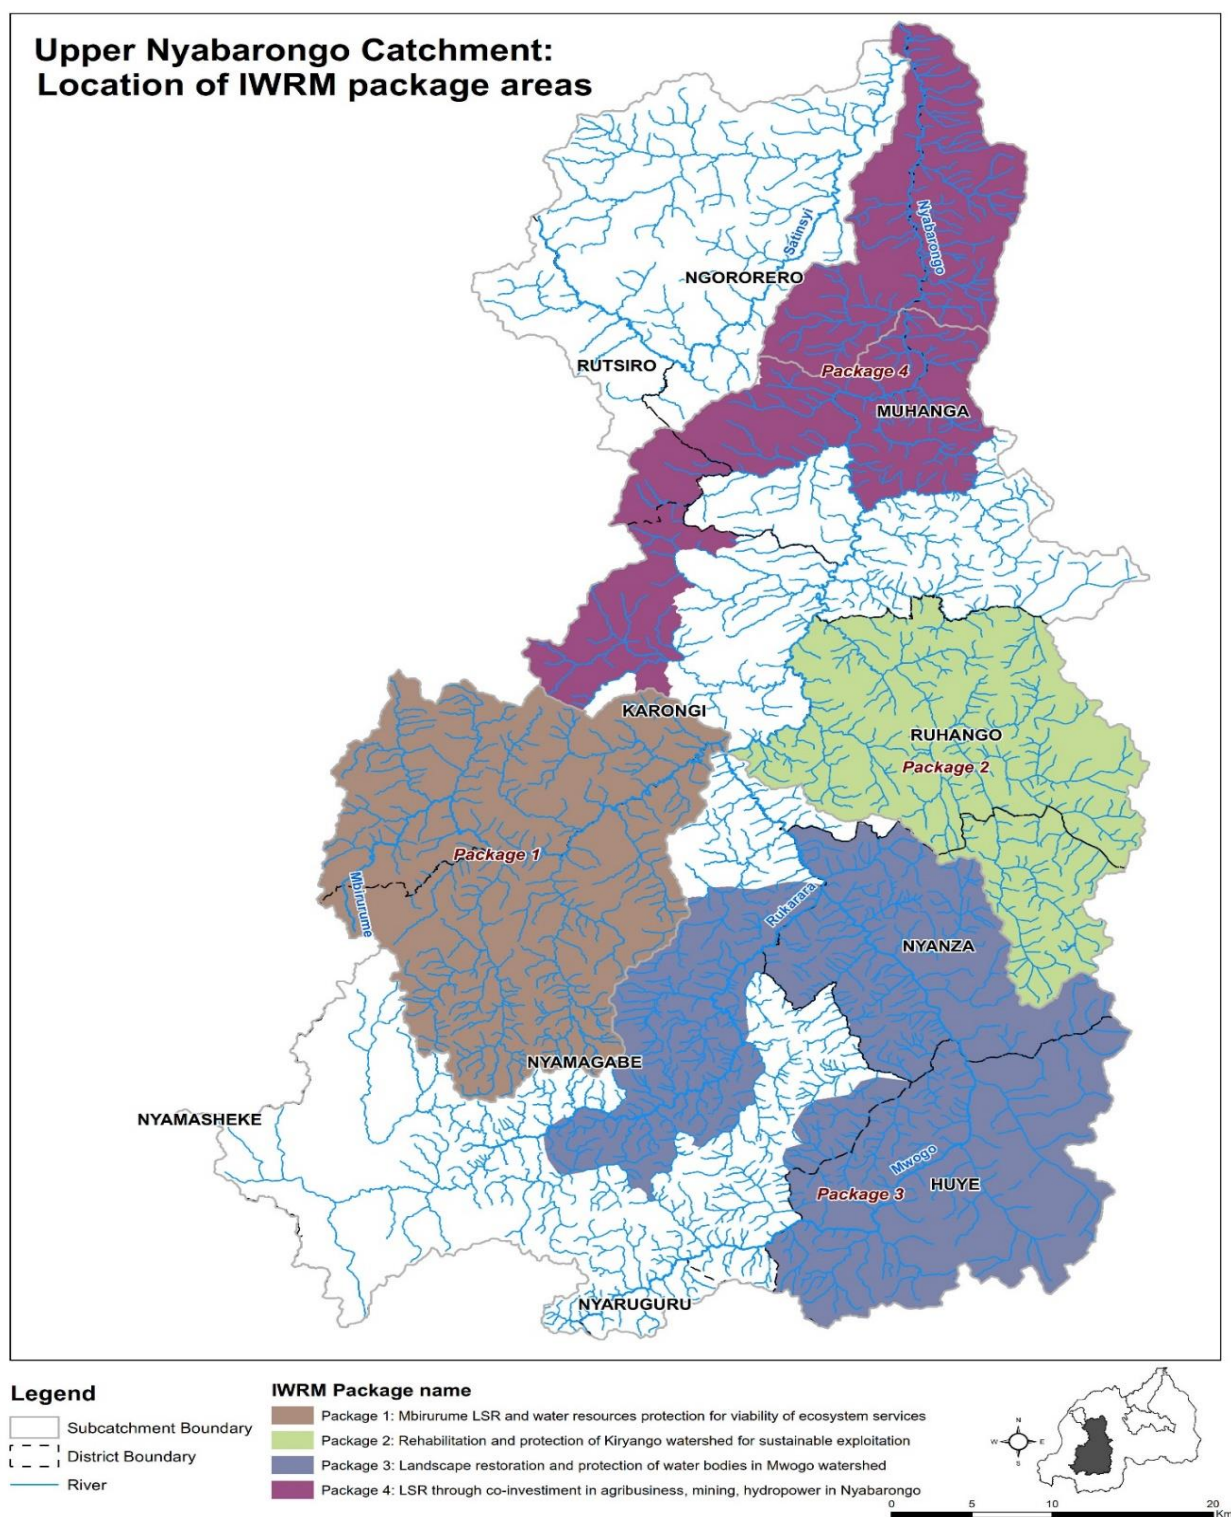 Upper Nyabarongo Catchment:
Location of IWRM package areas
Satinsyi
Nyabarongo
NGORORERO
RUTSIRO
Package 4
MUHANGA
KARONGI
RUHANGO
Package 2
Package 1
Mbirurume
Rukarara
NYANZA
NYAMAGABE
NYAMASHEKE
Mwogo
HUYE
Package 3
NYARUGURU
Legend
Subcatchment Boundary
District Boundary
River
IWRM Package name
Package 1: Mbirurume LSR and water resources protection for viability of ecosystem services
Package 2: Rehabilitation and protection of Kiryango watershed for sustainable exploitation
Package 3: Landscape restoration and protection of water bodies in Mwogo watershed
Package 4: LSR through co-investment in agribusiness, mining, hydropower in Nyabarongo
N
W E
S
0 5 10 20
Km